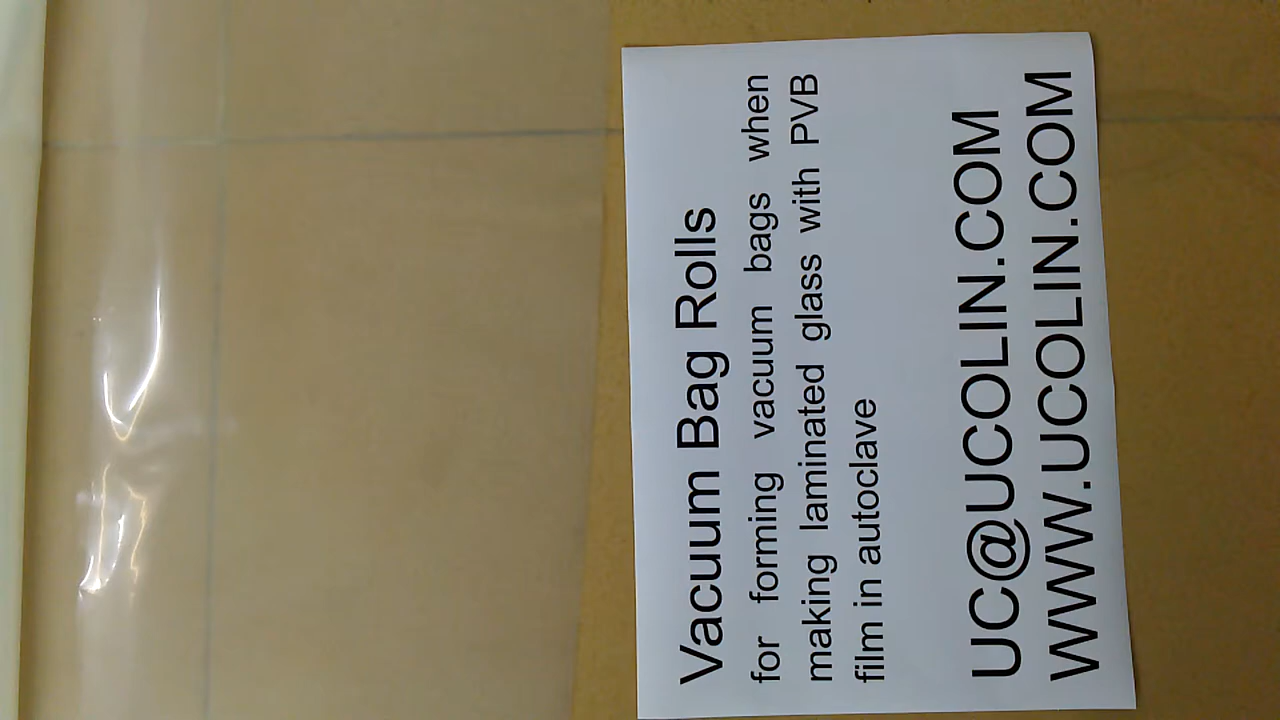 Vacuum Bag Rolls
for forming vacuum bags when
making laminated glass with PVB
film in autoclave
UC@UCOLIN.COM
WWW.UCOLIN.COM